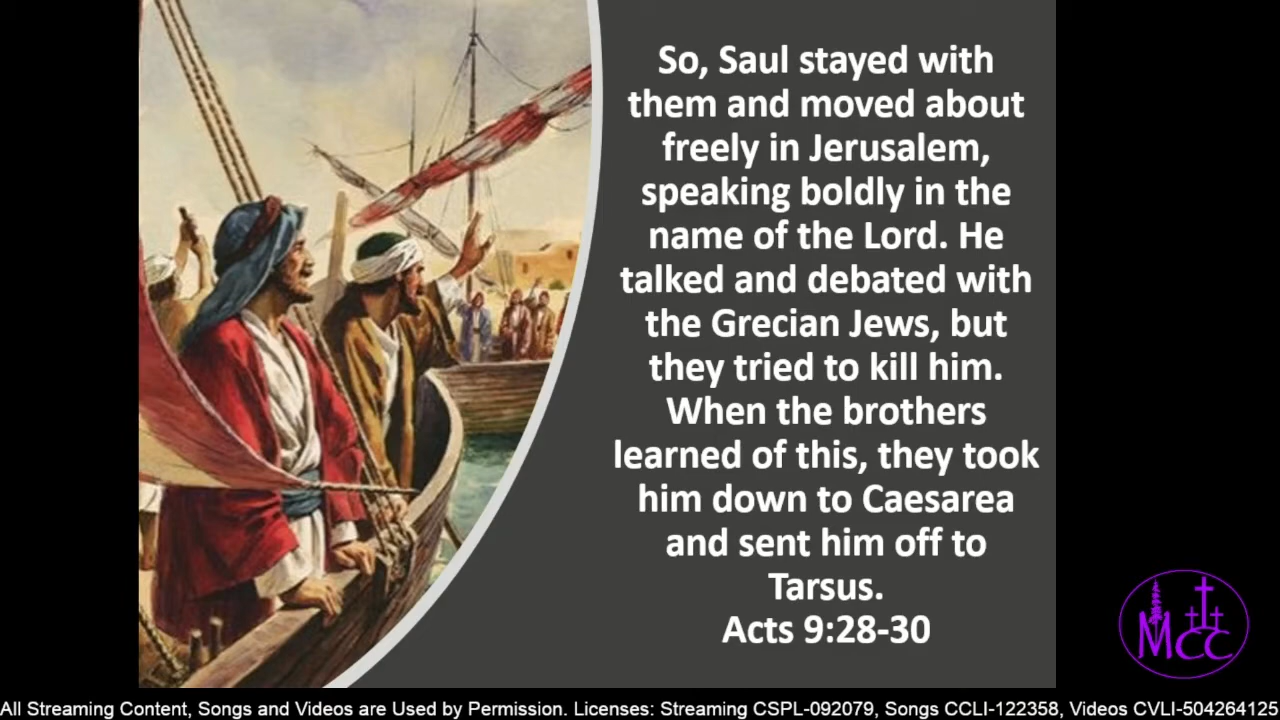 So, Saul stayed with
them and moved about
freely in Jerusalem,
speaking boldly in the
name of the Lord. He
talked and debated with
the Grecian Jews, but
they tried to kill him.
When the brothers
learned of this, they took
him down to Caesarea
and sent him off to
Tarsus.
Acts 9:28-30
MCC
All Streaming Content, Songs and Videos are Used by Permission. Licenses: Streaming CSPL-092079, Songs CCLI-122358, Videos CVLI-504264125